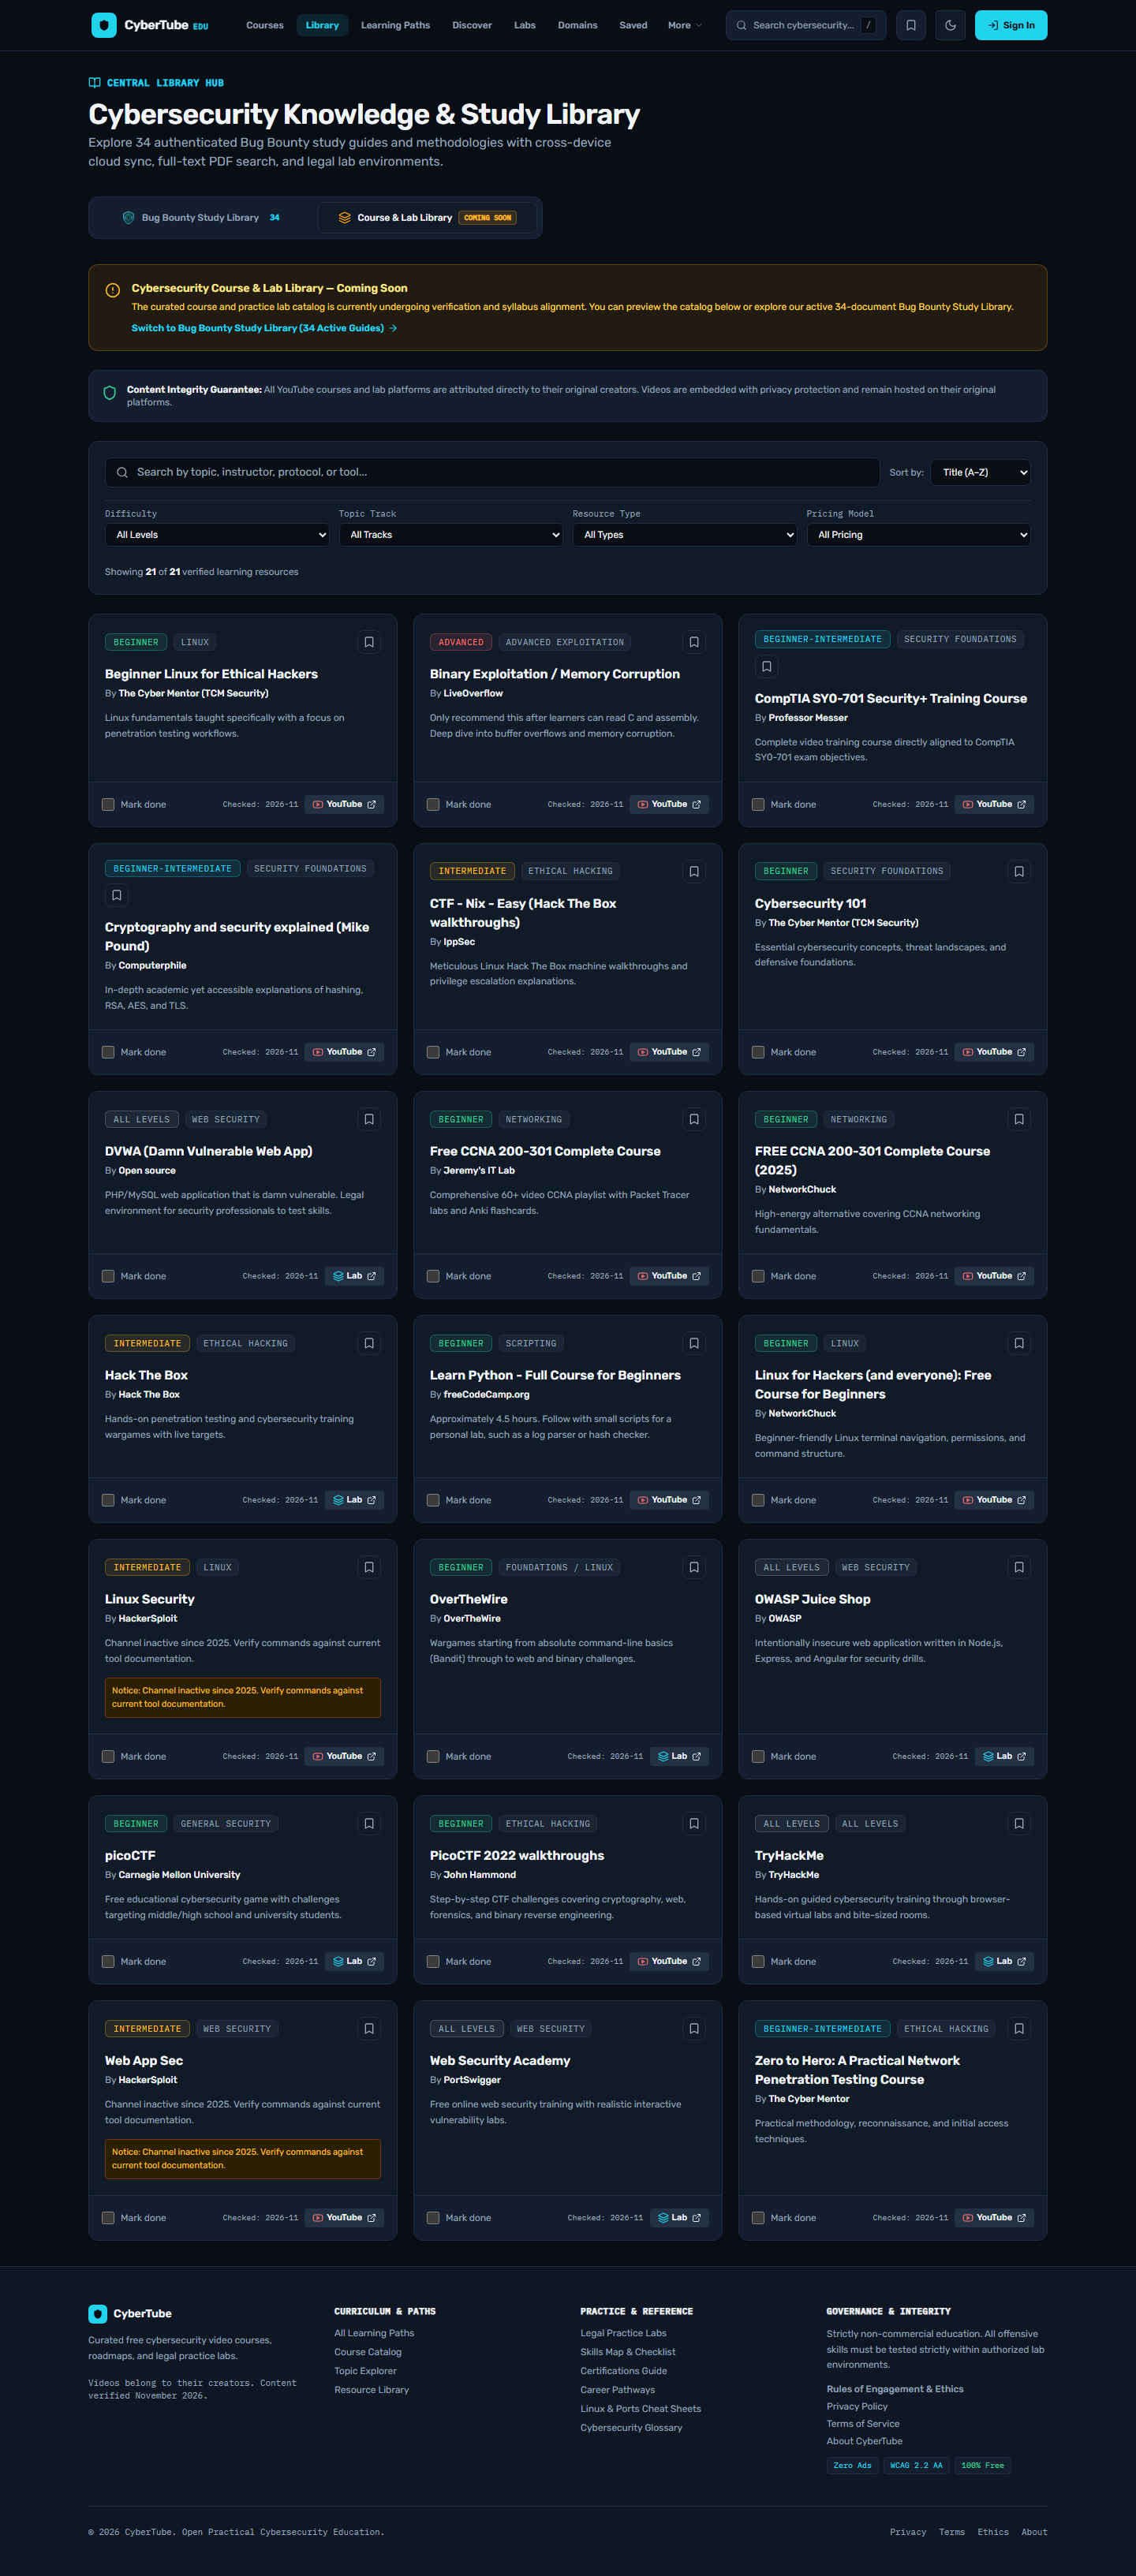 CyberTube EDU
Courses
Library
Learning Paths
Discover
Labs
Domains
Saved
More
Search cybersecurity...
/
Sign In
CENTRAL LIBRARY HUB
Cybersecurity Knowledge & Study Library
Explore 34 authenticated Bug Bounty study guides and methodologies with cross-device
cloud sync, full-text PDF search, and legal lab environments.
Bug Bounty Study Library 34
Course & Lab Library COMING SOON
Cybersecurity Course & Lab Library — Coming Soon
The curated course and practice lab catalog is currently undergoing verification and syllabus alignment. You can preview the catalog below or explore our active 34-document Bug Bounty Study Library.
Switch to Bug Bounty Study Library (34 Active Guides)
Content Integrity Guarantee: All YouTube courses and lab platforms are attributed directly to their original creators. Videos are embedded with privacy protection and remain hosted on their original
platforms.
Search by topic, instructor, protocol, or tool...
Sort by:
Title (A–Z)
Difficulty
All Levels
Topic Track
All Tracks
Resource Type
All Types
Pricing Model
All Pricing
Showing 21 of 21 verified learning resources
BEGINNER LINUX
Beginner Linux for Ethical Hackers
By The Cyber Mentor (TCM Security)
Linux fundamentals taught specifically with a focus on
penetration testing workflows.
Mark done Checked: 2026-11 YouTube
ADVANCED ADVANCED EXPLOITATION
Binary Exploitation / Memory Corruption
By LiveOverflow
Only recommend this after learners can read C and assembly.
Deep dive into buffer overflows and memory corruption.
Mark done Checked: 2026-11 YouTube
BEGINNER-INTERMEDIATE SECURITY FOUNDATIONS
CompTIA SY0-701 Security+ Training Course
By Professor Messer
Complete video training course directly aligned to CompTIA
SY0-701 exam objectives.
Mark done Checked: 2026-11 YouTube
BEGINNER-INTERMEDIATE SECURITY FOUNDATIONS
Cryptography and security explained (Mike
Pound)
By Computerphile
In-depth academic yet accessible explanations of hashing,
RSA, AES, and TLS.
Mark done Checked: 2026-11 YouTube
INTERMEDIATE ETHICAL HACKING
CTF - Nix - Easy (Hack The Box
walkthroughs)
By IppSec
Meticulous Linux Hack The Box machine walkthroughs and
privilege escalation explanations.
Mark done Checked: 2026-11 YouTube
BEGINNER SECURITY FOUNDATIONS
Cybersecurity 101
By The Cyber Mentor (TCM Security)
Essential cybersecurity concepts, threat landscapes, and
defensive foundations.
Mark done Checked: 2026-11 YouTube
ALL LEVELS WEB SECURITY
DVWA (Damn Vulnerable Web App)
By Open source
PHP/MySQL web application that is damn vulnerable. Legal
environment for security professionals to test skills.
Mark done Checked: 2026-11 Lab
BEGINNER NETWORKING
Free CCNA 200-301 Complete Course
By Jeremy's IT Lab
Comprehensive 60+ video CCNA playlist with Packet Tracer
labs and Anki flashcards.
Mark done Checked: 2026-11 YouTube
BEGINNER NETWORKING
FREE CCNA 200-301 Complete Course
(2025)
By NetworkChuck
High-energy alternative covering CCNA networking
fundamentals.
Mark done Checked: 2026-11 YouTube
INTERMEDIATE ETHICAL HACKING
Hack The Box
By Hack The Box
Hands-on penetration testing and cybersecurity training
wargames with live targets.
Mark done Checked: 2026-11 Lab
BEGINNER SCRIPTING
Learn Python - Full Course for Beginners
By freeCodeCamp.org
Approximately 4.5 hours. Follow with small scripts for a
personal lab, such as a log parser or hash checker.
Mark done Checked: 2026-11 YouTube
BEGINNER LINUX
Linux for Hackers (and everyone): Free
Course for Beginners
By NetworkChuck
Beginner-friendly Linux terminal navigation, permissions, and
command structure.
Mark done Checked: 2026-11 YouTube
INTERMEDIATE LINUX
Linux Security
By HackerSploit
Channel inactive since 2025. Verify commands against current
tool documentation.
Notice: Channel inactive since 2025. Verify commands against
current tool documentation.
Mark done Checked: 2026-11 YouTube
BEGINNER FOUNDATIONS / LINUX
OverTheWire
By OverTheWire
Wargames starting from absolute command-line basics
(Bandit) through to web and binary challenges.
Mark done Checked: 2026-11 Lab
ALL LEVELS WEB SECURITY
OWASP Juice Shop
By OWASP
Intentionally insecure web application written in Node.js,
Express, and Angular for security drills.
Mark done Checked: 2026-11 Lab
BEGINNER GENERAL SECURITY
picoCTF
By Carnegie Mellon University
Free educational cybersecurity game with challenges
targeting middle/high school and university students.
Mark done Checked: 2026-11 Lab
BEGINNER ETHICAL HACKING
PicoCTF 2022 walkthroughs
By John Hammond
Step-by-step CTF challenges covering cryptography, web,
forensics, and binary reverse engineering.
Mark done Checked: 2026-11 YouTube
ALL LEVELS ALL LEVELS
TryHackMe
By TryHackMe
Hands-on guided cybersecurity training through browser-
based virtual labs and bite-sized rooms.
Mark done Checked: 2026-11 Lab
INTERMEDIATE WEB SECURITY
Web App Sec
By HackerSploit
Channel inactive since 2025. Verify commands against current
tool documentation.
Notice: Channel inactive since 2025. Verify commands against
current tool documentation.
Mark done Checked: 2026-11 YouTube
ALL LEVELS WEB SECURITY
Web Security Academy
By PortSwigger
Free online web security training with realistic interactive
vulnerability labs.
Mark done Checked: 2026-11 Lab
BEGINNER-INTERMEDIATE ETHICAL HACKING
Zero to Hero: A Practical Network
Penetration Testing Course
By The Cyber Mentor
Practical methodology, reconnaissance, and initial access
techniques.
Mark done Checked: 2026-11 YouTube
CyberTube
Curated free cybersecurity video courses,
roadmaps, and legal practice labs.
Videos belong to their creators. Content
verified November 2026.
CURRICULUM & PATHS
All Learning Paths
Course Catalog
Topic Explorer
Resource Library
PRACTICE & REFERENCE
Legal Practice Labs
Skills Map & Checklist
Certifications Guide
Career Pathways
Linux & Ports Cheat Sheets
Cybersecurity Glossary
GOVERNANCE & INTEGRITY
Strictly non-commercial education. All offensive
skills must be tested strictly within authorized lab
environments.
Rules of Engagement & Ethics
Privacy Policy
Terms of Service
About CyberTube
Zero Ads WCAG 2.2 AA 100% Free
© 2026 CyberTube. Open Practical Cybersecurity Education.
Privacy Terms Ethics About